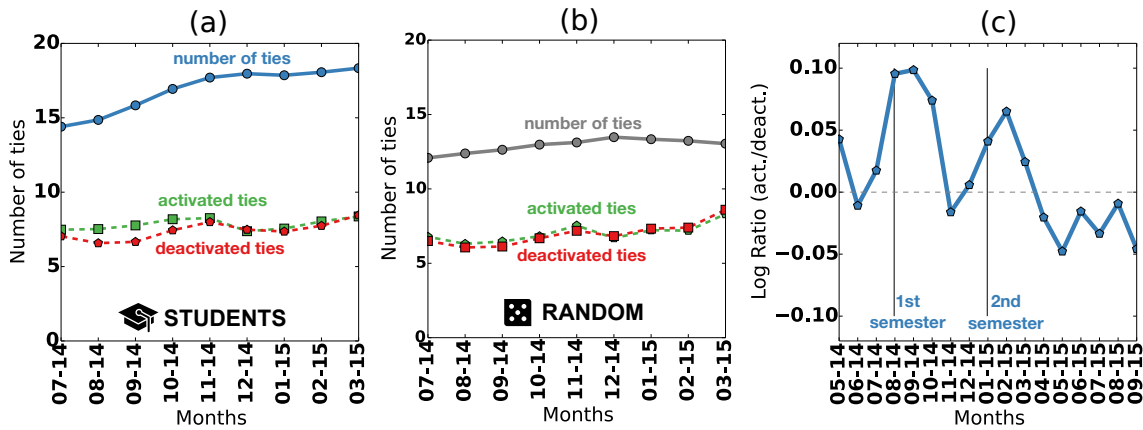 (a)
20
15
10
5
0
Number of ties
number of ties
activated ties
deactivated ties
STUDENTS
07-14
08-14
09-14
10-14
11-14
12-14
01-15
02-15
03-15
Months
(b)
20
15
10
5
0
Number of ties
number of ties
activated ties
deactivated ties
RANDOM
07-14
08-14
09-14
10-14
11-14
12-14
01-15
02-15
03-15
Months
(c)
0.10
0.05
0.00
−0.05
−0.10
Log Ratio (act./deact.)
1st
semester
2nd
semester
05-14
06-14
07-14
08-14
09-14
10-14
11-14
12-14
01-15
02-15
03-15
04-15
05-15
06-15
07-15
08-15
09-15
Months